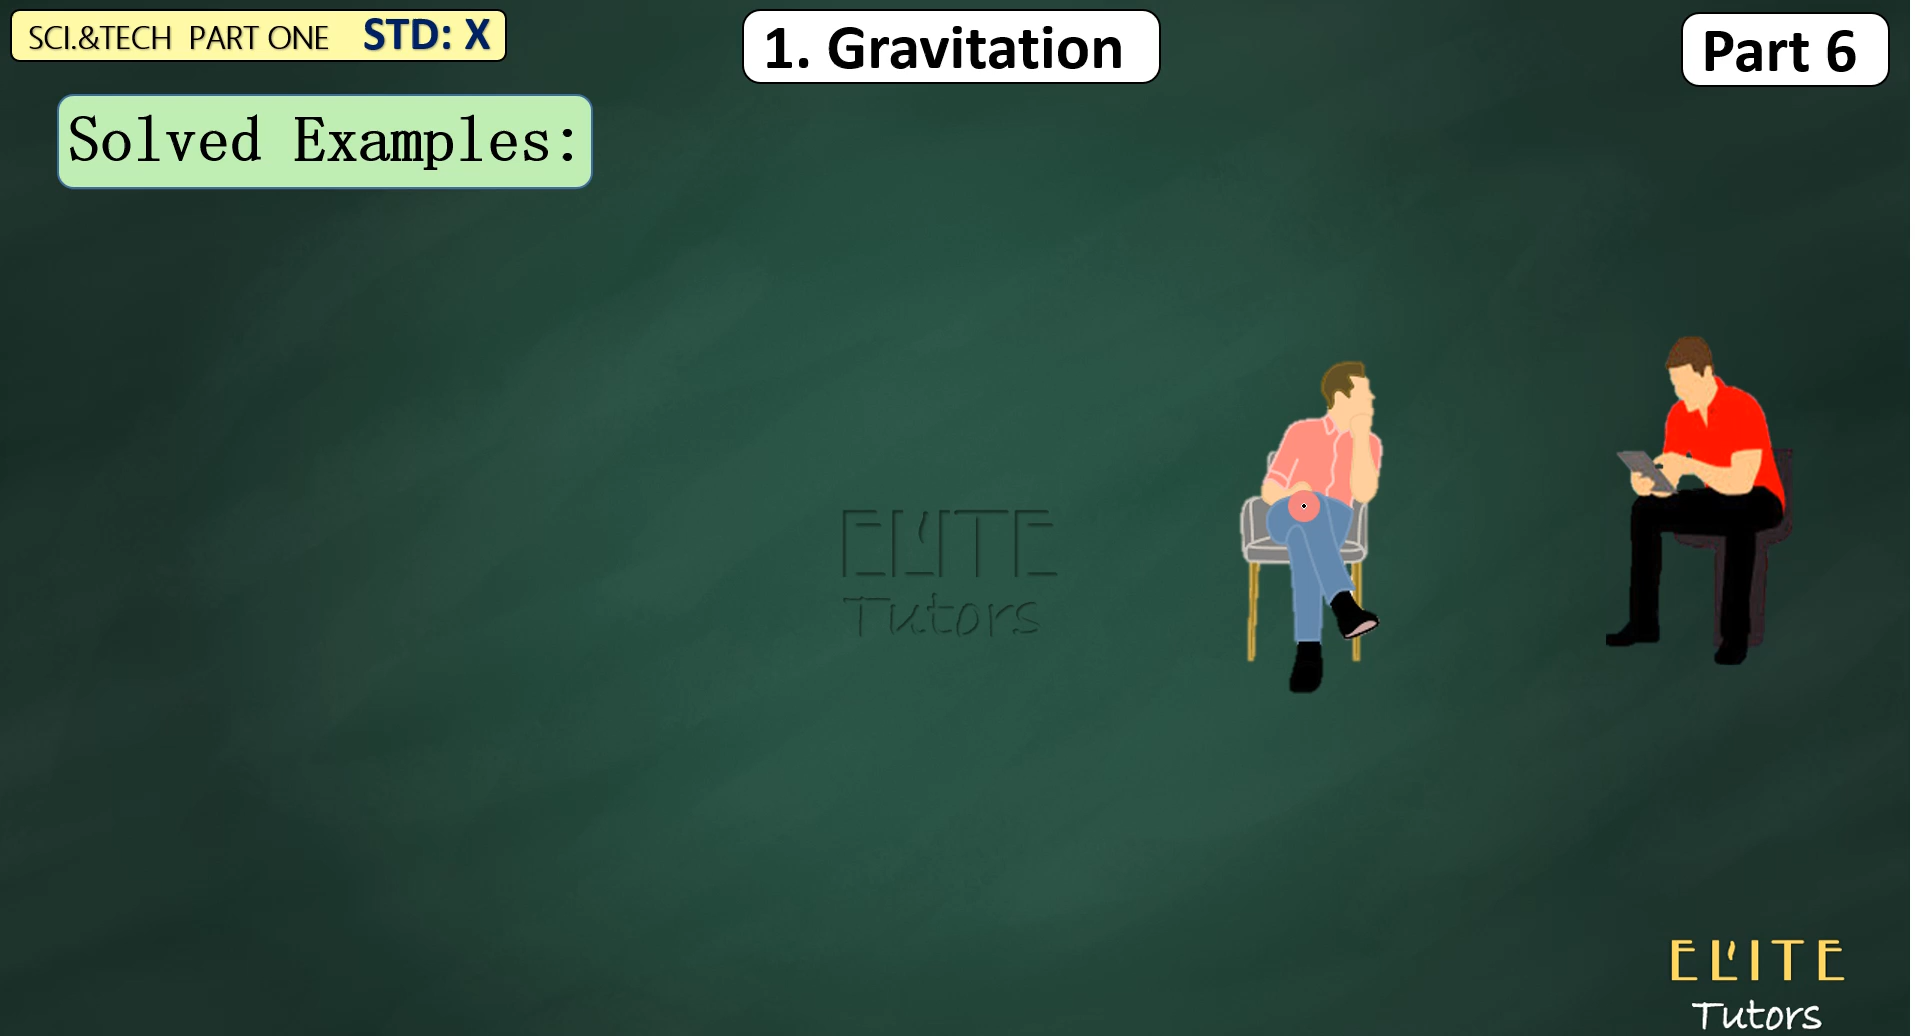 SCI.&TECH PART ONE STD: X
1. Gravitation
Part 6
Solved Examples:
ELITE
Tutors
ELITE
Tutors